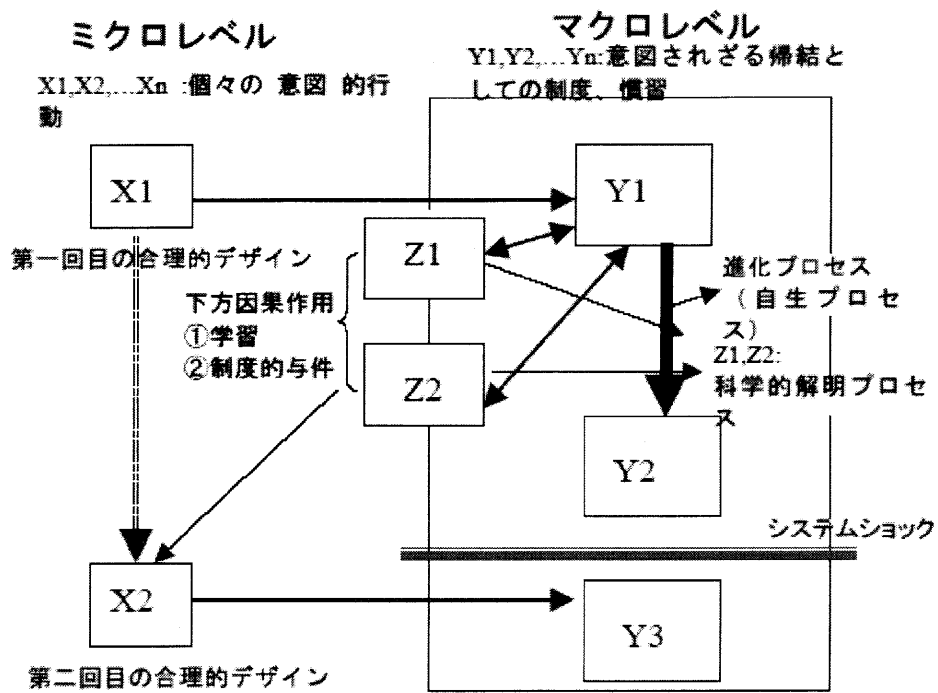 ミクロレベル
マクロレベル
X1,X2,…Xn :個々の 意図 的行
動
Y1,Y2,…Yn:意図されざる帰結と
しての制度、慣習
X1
Y1
第一回目の合理的デザイン
Z1
下方因果作用
①学習
②制度的与件
Z2
進化プロセス
（自生プロセ
ス）
Z1,Z2:
科学的解明プロセ
ス
Y2
システムショック
X2
Y3
第二回目の合理的デザイン